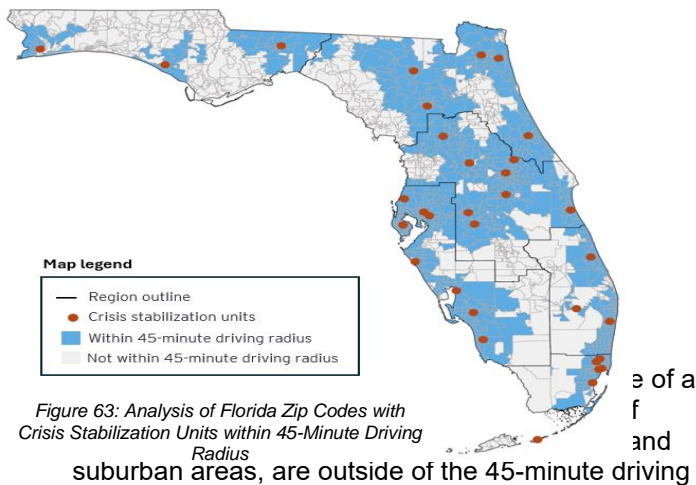 Map legend
Region outline
Crisis stabilization units
Within 45-minute driving radius
Not within 45-minute driving radius
e of a
Figure 63: Analysis of Florida Zip Codes with
f
Crisis Stabilization Units within 45-Minute Driving
and
Radius
suburban areas, are outside of the 45-minute driving